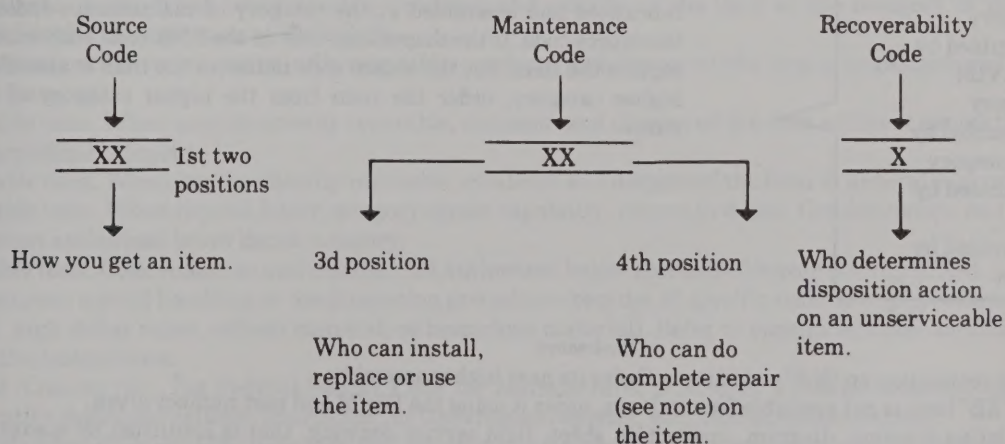 Source
Code
Maintenance
Code
Recoverability
Code
XX
1st two
positions
XX
X
How you get an item.
3d position
4th position
Who determines
disposition action
on an unserviceable
item.
Who can install,
replace or use
the item.
Who can do
complete repair
(see note) on
the item.